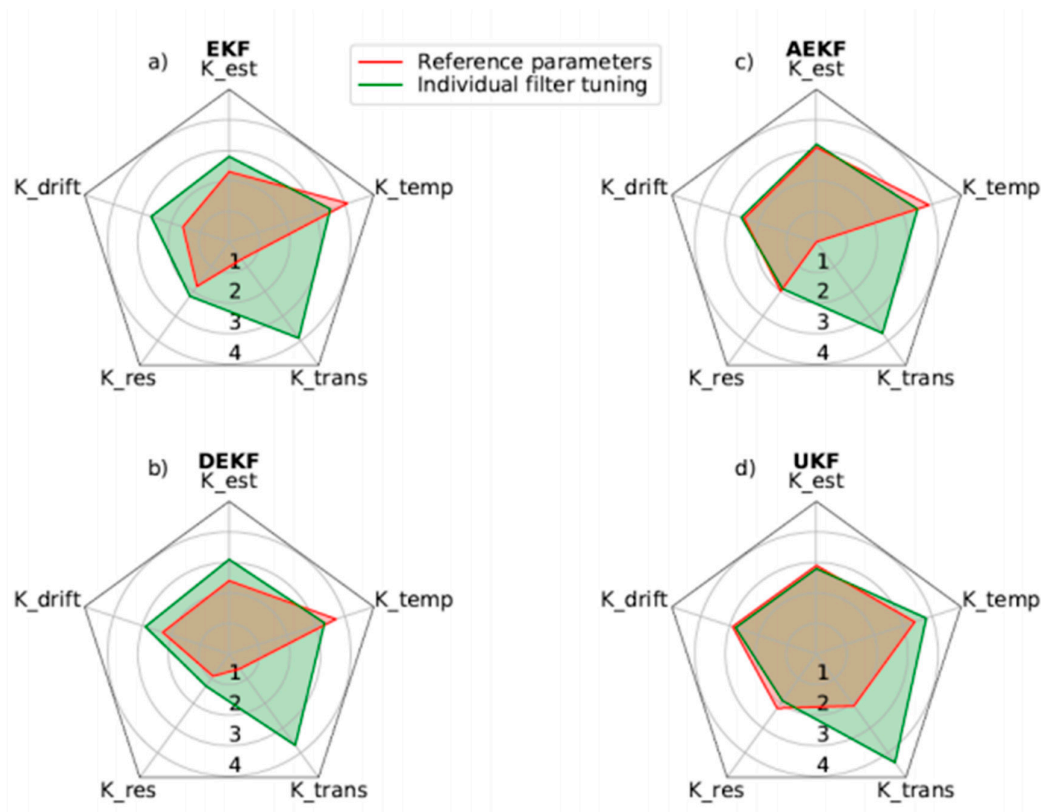 a)
EKF
K_est
K_drift
K_temp
1
2
3
4
K_res
K_trans
Reference parameters
Individual filter tuning
c)
AEKF
K_est
K_drift
K_temp
1
2
3
4
K_res
K_trans
b)
DEKF
K_est
K_drift
K_temp
1
2
3
4
K_res
K_trans
d)
UKF
K_est
K_drift
K_temp
1
2
3
4
K_res
K_trans